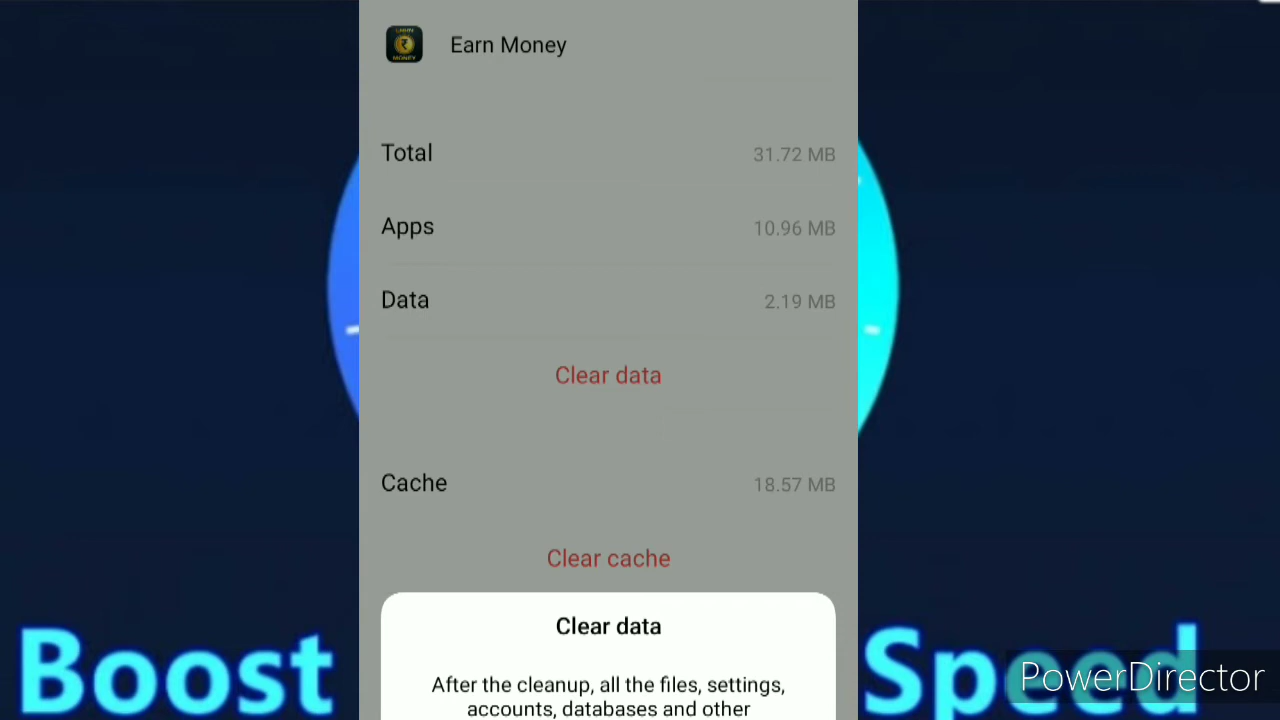 EARN
MONEY
Earn Money
Total 31.72 MB
Apps 10.96 MB
Data 2.19 MB
Clear data
Cache 18.57 MB
Clear cache
Clear data
After the cleanup, all the files, settings,
accounts, databases and other
Boost Speed
PowerDirector